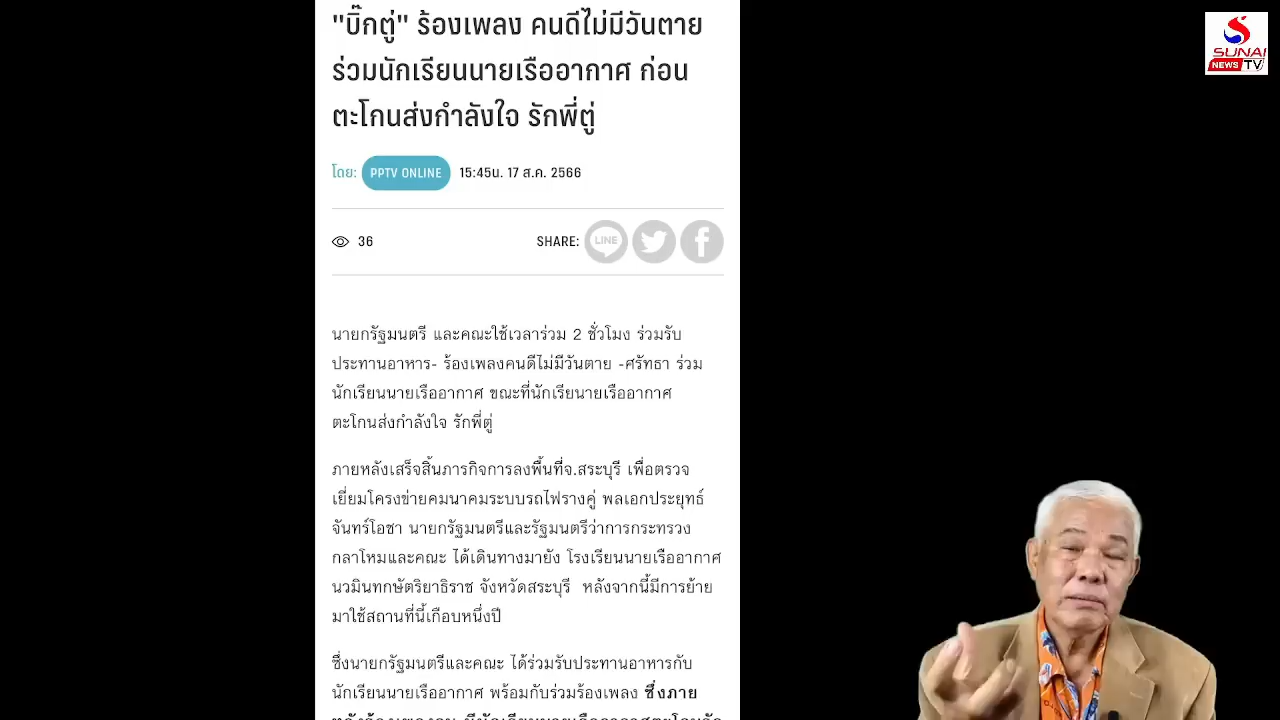 "บิ๊กตู่" ร้องเพลง คนดีไม่มีวันตาย
ร่วมนักเรียนนายเรืออากาศ ก่อน
ตะโกนส่งกำลังใจ รักพี่ตู่
โดย: PPTV ONLINE 15:45น. 17 ส.ค. 2566
36 SHARE: LINE
นายกรัฐมนตรี และคณะใช้เวลาร่วม 2 ชั่วโมง ร่วมรับ
ประทานอาหาร- ร้องเพลงคนดีไม่มีวันตาย -ศรัทธา ร่วม
นักเรียนนายเรืออากาศ ขณะที่นักเรียนายเรืออากาศ
ตะโกนส่งกำลังใจ รักพี่ตู่
ภายหลังเสร็จสิ้นภารกิจการลงพื้นที่จ.สระบุรี เพื่อตรวจ
เยี่ยมโครงข่ายคมนาคมระบบรถไฟรางคู่ พลเอกประยุทธ์
จันทร์โอชา นายกรัฐมนตรีและรัฐมนตรีว่าการกระทรวง
กลาโหมและคณะ ได้เดินทางมายัง โรงเรียนนายเรืออากาศ
นวมินทกษัตริยาธิราช จังหวัดสระบุรี หลังจากนี้มีการย้าย
มาใช้สถานที่นี้เกือบหนึ่งปี
ซึ่งนายกรัฐมนตรีและคณะ ได้ร่วมรับประทานอาหารกับ
นักเรียนนายเรืออากาศ พร้อมกับร่วมร้องเพลง ซึ่งภาย
SUNAI
NEWS TV